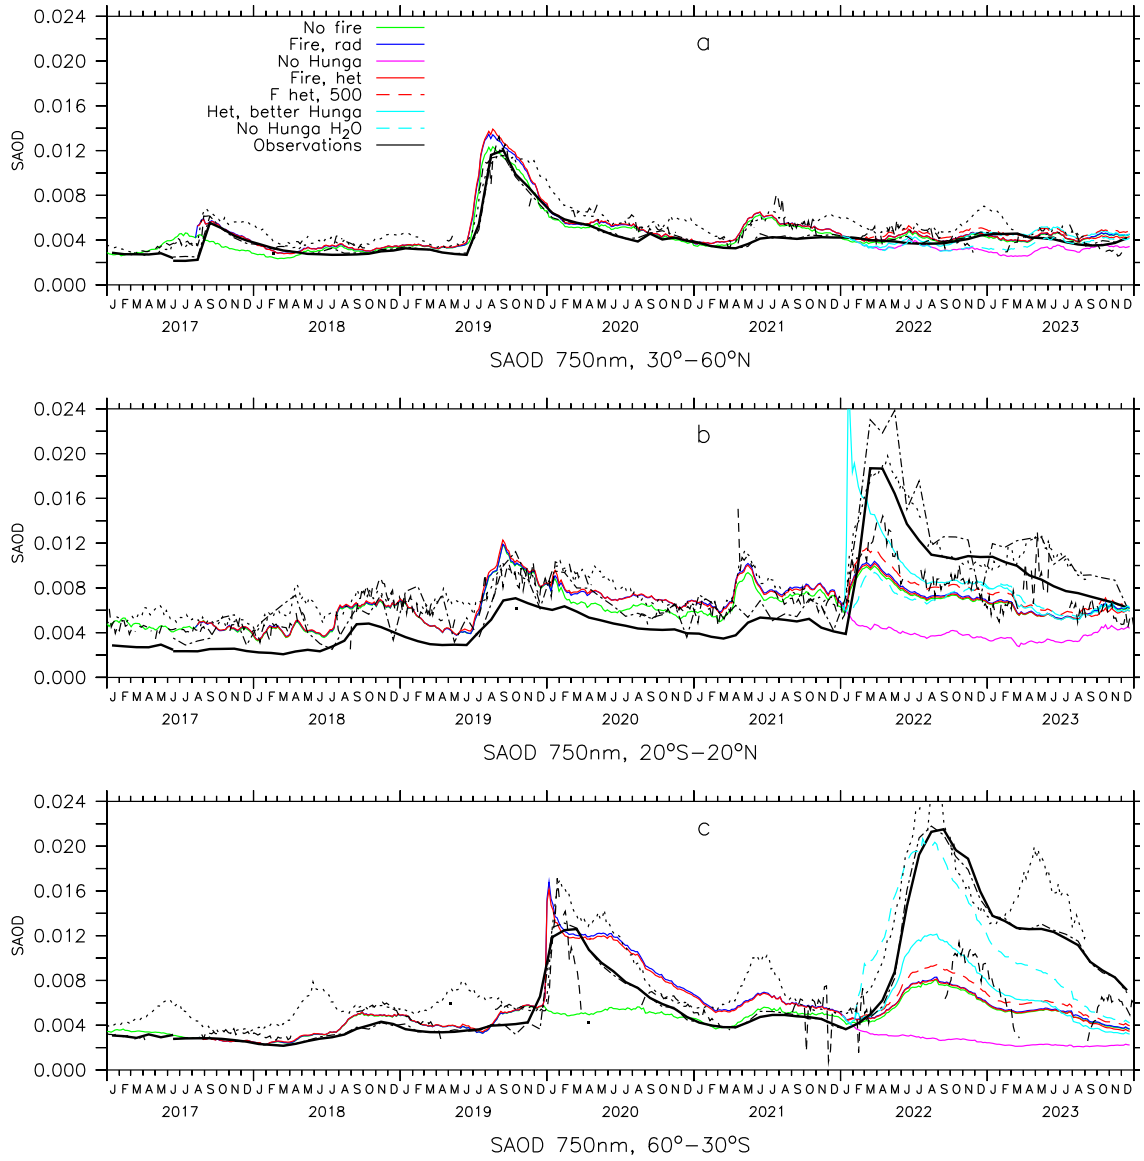 0.024
0.020
0.016
0.012
0.008
0.004
0.000
SAOD
a
No fire
Fire, rad
No Hunga
Fire, het
F het, 500
Het, better Hunga
No Hunga H2O
Observations
J F M A M J J A S O N D J F M A M J J A S O N D J F M A M J J A S O N D J F M A M J J A S O N D J F M A M J J A S O N D J F M A M J J A S O N D J F M A M J J A S O N D
2017 2018 2019 2020 2021 2022 2023
SAOD 750nm, 30°−60°N
0.024
0.020
0.016
0.012
0.008
0.004
0.000
SAOD
b
J F M A M J J A S O N D J F M A M J J A S O N D J F M A M J J A S O N D J F M A M J J A S O N D J F M A M J J A S O N D J F M A M J J A S O N D J F M A M J J A S O N D
2017 2018 2019 2020 2021 2022 2023
SAOD 750nm, 20°S−20°N
0.024
0.020
0.016
0.012
0.008
0.004
0.000
SAOD
c
J F M A M J J A S O N D J F M A M J J A S O N D J F M A M J J A S O N D J F M A M J J A S O N D J F M A M J J A S O N D J F M A M J J A S O N D J F M A M J J A S O N D
2017 2018 2019 2020 2021 2022 2023
SAOD 750nm, 60°−30°S